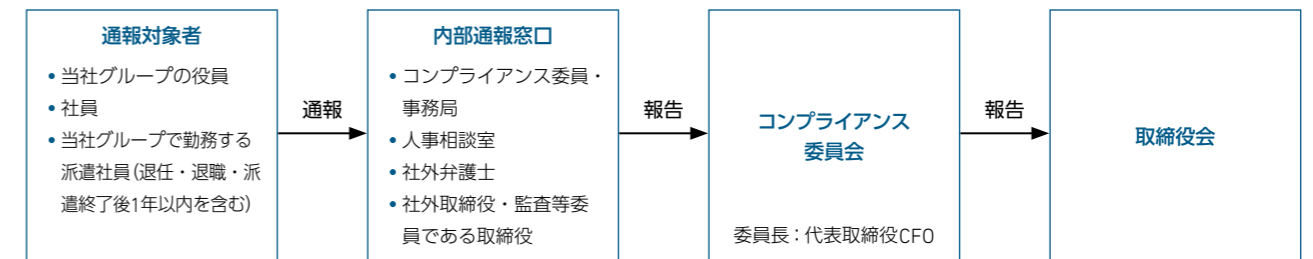 通報対象者
•当社グループの役員
•社員
•当社グループで勤務する
派遣社員(退任・退職・派
遣終了後1年以内を含む)
通報
内部通報窓口
•コンプライアンス委員・
事務局
•人事相談室
•社外弁護士
•社外取締役・監査等委
員である取締役
報告
コンプライアンス
委員会
委員長：代表取締役CFO
報告
取締役会